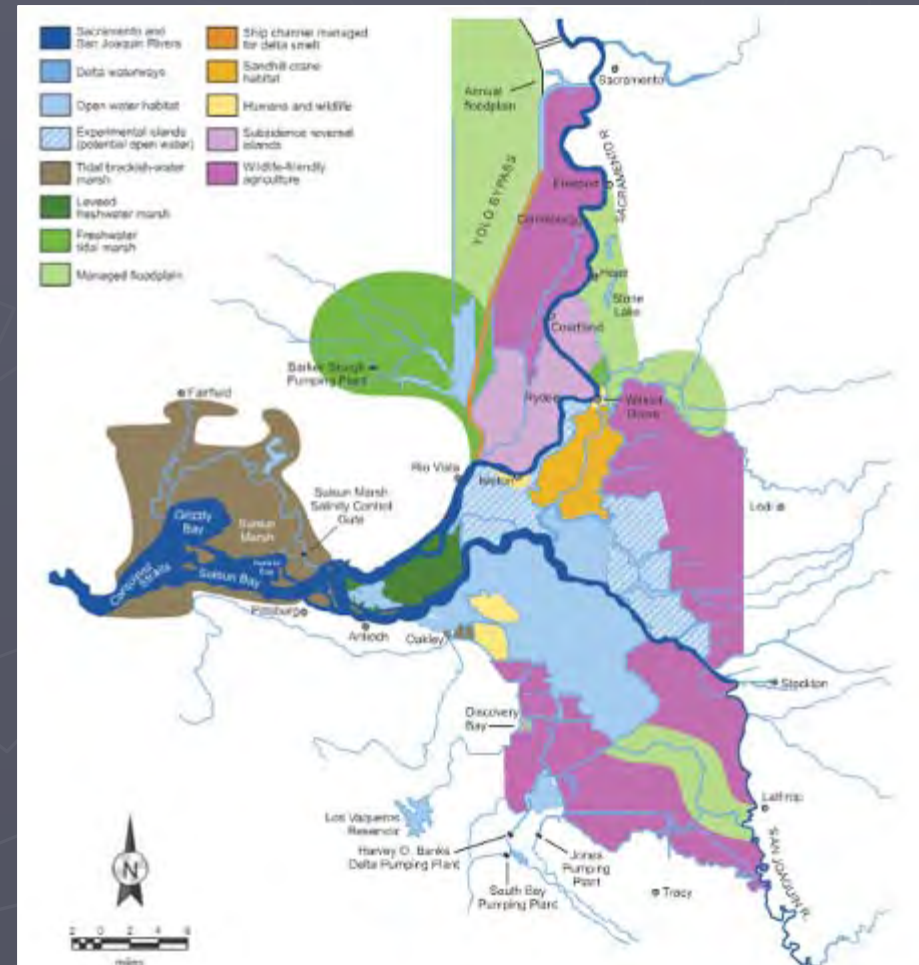 Sacramento and
San Joaquin Rivers
Delta waterways
Open water habitat
Experimental islands
(potential open water)
Tidal brackish-water
marsh
Leveed
freshwater marsh
Freshwater
tidal marsh
Managed floodplain
Ship channel managed
for delta smelt
Sandhill crane
habitat
Humans and wildlife
Subsidence reversal
islands
Wildlife-friendly
agriculture
Sacramento
Annual
floodplain
SACRAMENTO R.
YOLO BYPASS
Freeport
Clarksburg
Hood
Stone
Lake
Courtland
Barker Slough
Pumping Plant
Ryde
Walnut
Grove
Fairfield
Rio Vista
Isleton
Suisun Marsh
Salinity Control
Gate
Lodi
Grizzly
Bay
Suisun
Marsh
Carquinez
Straits
Suisun Bay
Pittsburg
Antioch
Oakley
Stockton
Discovery
Bay
Lathrop
Los Vaqueros
Reservoir
Harvey O. Banks
Delta Pumping Plant
Jones
Pumping
Plant
South Bay
Pumping Plant
Tracy
SAN JOAQUIN R.
N
2 0 2 4 6
miles